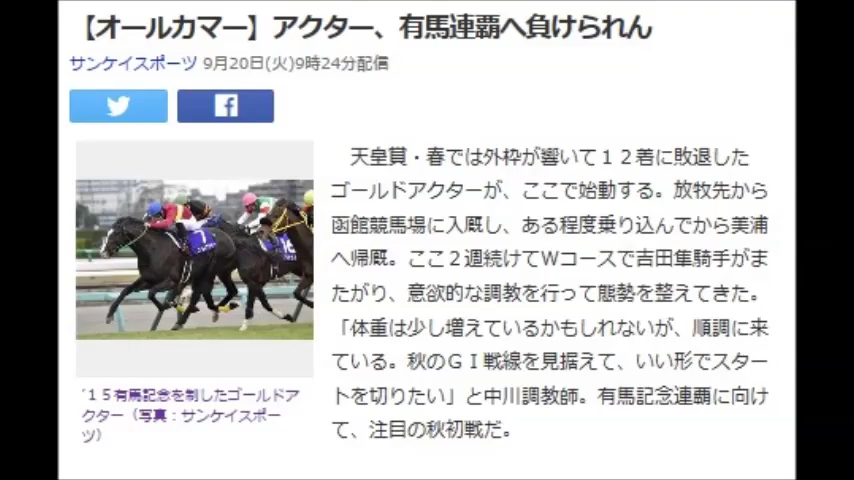 【オールカマー】アクター、有馬連覇へ負けられん
サンケイスポーツ 9月20日(火)9時24分配信
天皇賞・春では外枠が響いて１２着に敗退した
ゴールドアクターが、ここで始動する。放牧先から
函館競馬場に入厩し、ある程度乗り込んでから美浦
へ帰厩。ここ２週続けてＷコースで吉田隼騎手がま
たがり、意欲的な調教を行って態勢を整えてきた。
「体重は少し増えているかもしれないが、順調に来
ている。秋のＧＩ戦線を見据えて、いい形でスター
トを切りたい」と中川調教師。有馬記念連覇に向け
て、注目の秋初戦だ。
７
’１５有馬記念を制したゴールドア
クター（写真：サンケイスポー
ツ）